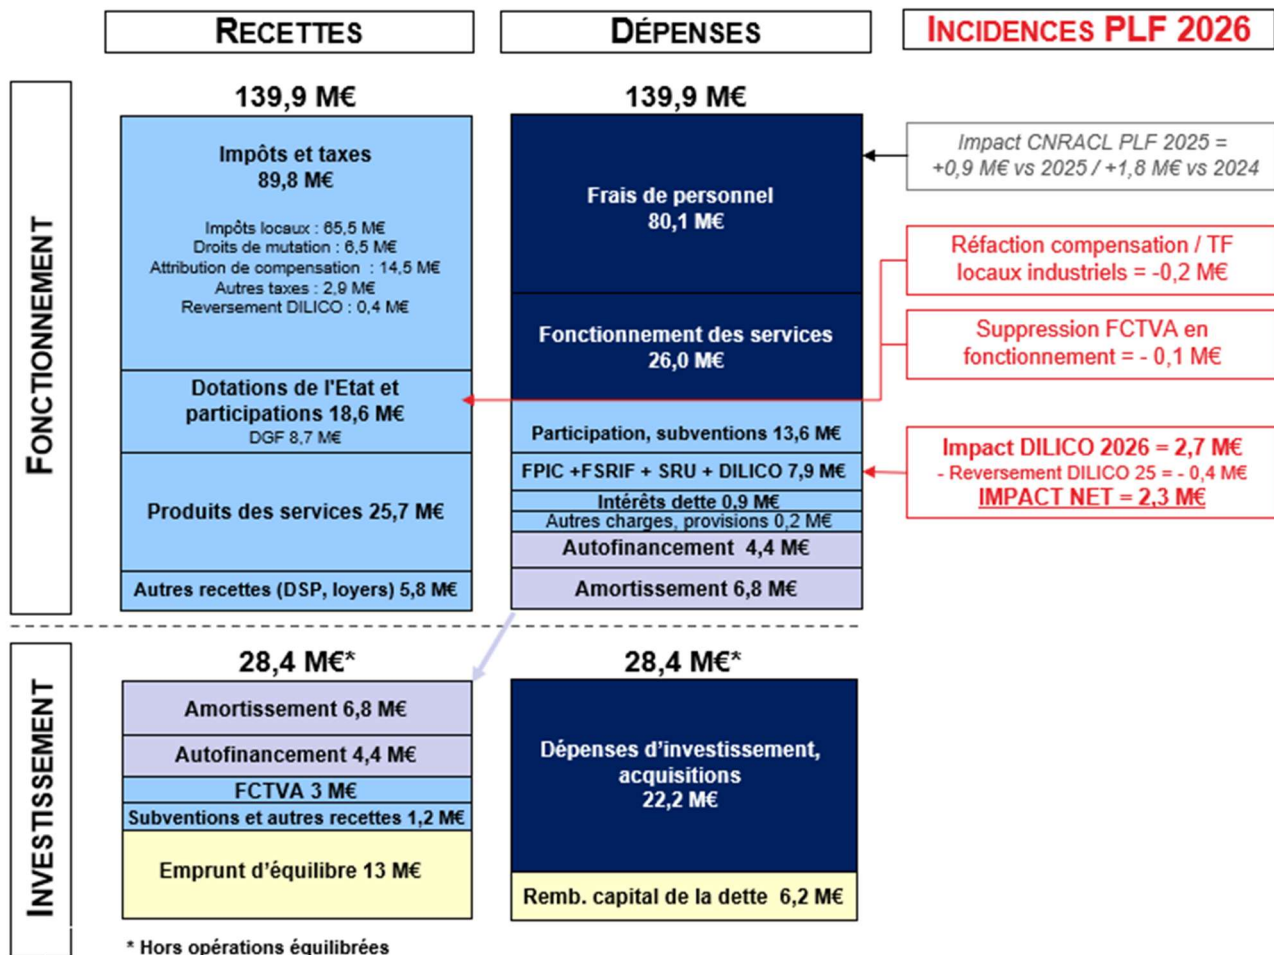 RECETTES
DÉPENSES
INCIDENCES PLF 2026
FONCTIONNEMENT
139,9 M€
Impôts et taxes
89,8 M€
Impôts locaux : 65,5 M€
Droits de mutation : 6,5 M€
Attribution de compensation : 14,5 M€
Autres taxes : 2,9 M€
Reversement DILICO : 0,4 M€
Dotations de l'Etat et
participations 18,6 M€
DGF 8,7 M€
Produits des services 25,7 M€
Autres recettes (DSP, loyers) 5,8 M€
139,9 M€
Frais de personnel
80,1 M€
Fonctionnement des services
26,0 M€
Participation, subventions 13,6 M€
FPIC +FSRIF + SRU + DILICO 7,9 M€
Intérêts dette 0,9 M€
Autres charges, provisions 0,2 M€
Autofinancement 4,4 M€
Amortissement 6,8 M€
Impact CNRACL PLF 2025 =
+0,9 M€ vs 2025 / +1,8 M€ vs 2024
Réfaction compensation / TF
locaux industriels = -0,2 M€
Suppression FCTVA en
fonctionnement = - 0,1 M€
Impact DILICO 2026 = 2,7 M€
- Reversement DILICO 25 = - 0,4 M€
IMPACT NET = 2,3 M€
INVESTISSEMENT
28,4 M€*
Amortissement 6,8 M€
Autofinancement 4,4 M€
FCTVA 3 M€
Subventions et autres recettes 1,2 M€
Emprunt d’équilibre 13 M€
28,4 M€*
Dépenses d’investissement,
acquisitions
22,2 M€
Remb. capital de la dette 6,2 M€
* Hors opérations équilibrées